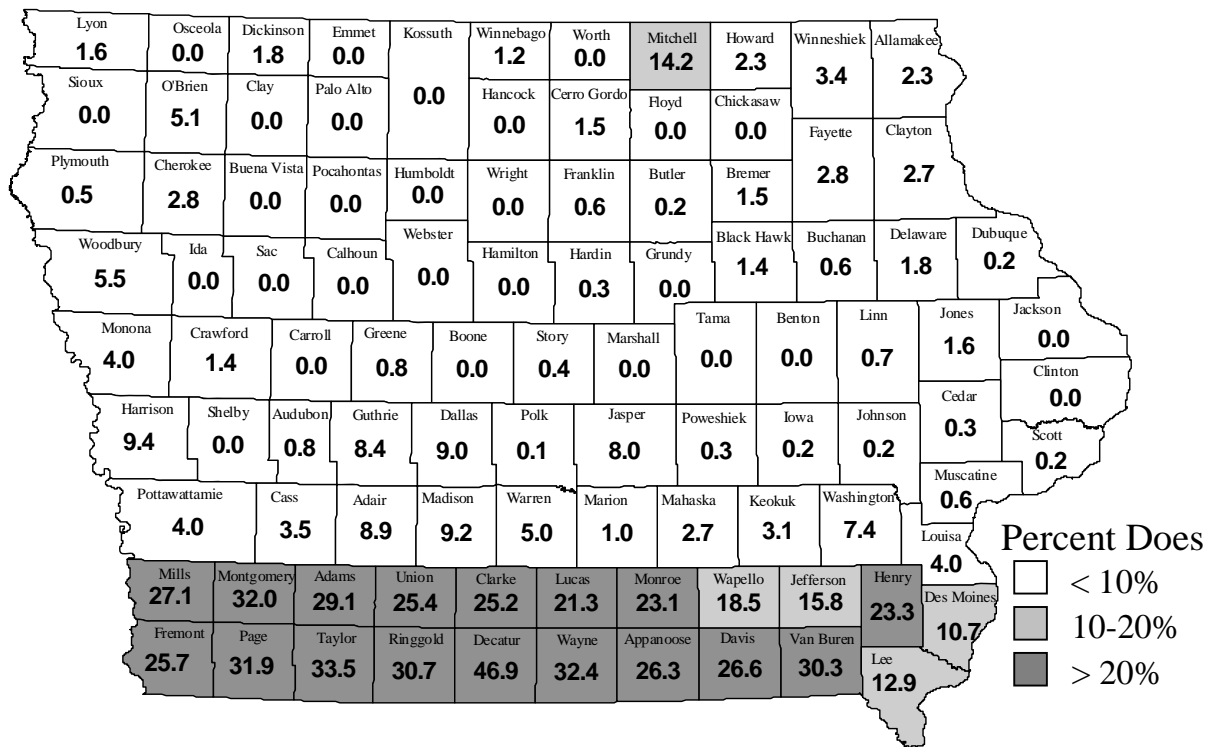 Lyon
1.6
Osceola
0.0
Dickinson
1.8
Emmet
0.0
Kossuth
0.0
Winnebago
1.2
Worth
0.0
Mitchell
14.2
Howard
2.3
Winneshiek
3.4
Allamakee
2.3
Sioux
0.0
O'Brien
5.1
Clay
0.0
Palo Alto
0.0
Hancock
0.0
Cerro Gordo
1.5
Floyd
0.0
Chickasaw
0.0
Fayette
2.8
Clayton
2.7
Plymouth
0.5
Cherokee
2.8
Buena Vista
0.0
Pocahontas
0.0
Humboldt
0.0
Wright
0.0
Franklin
0.6
Butler
0.2
Bremer
1.5
Woodbury
5.5
Ida
0.0
Sac
0.0
Calhoun
0.0
Webster
0.0
Hamilton
0.0
Hardin
0.3
Grundy
0.0
Black Hawk
1.4
Buchanan
0.6
Delaware
1.8
Dubuque
0.2
Monona
4.0
Crawford
1.4
Carroll
0.0
Greene
0.8
Boone
0.0
Story
0.4
Marshall
0.0
Tama
0.0
Benton
0.0
Linn
0.7
Jones
1.6
Jackson
0.0
Clinton
0.0
Harrison
9.4
Shelby
0.0
Audubon
0.8
Guthrie
8.4
Dallas
9.0
Polk
0.1
Jasper
8.0
Poweshiek
0.3
Iowa
0.2
Johnson
0.2
Cedar
0.3
Scott
0.2
Muscatine
0.6
Pottawattamie
4.0
Cass
3.5
Adair
8.9
Madison
9.2
Warren
5.0
Marion
1.0
Mahaska
2.7
Keokuk
3.1
Washington
7.4
Louisa
4.0
Mills
27.1
Montgomery
32.0
Adams
29.1
Union
25.4
Clarke
25.2
Lucas
21.3
Monroe
23.1
Wapello
18.5
Jefferson
15.8
Henry
23.3
Des Moines
10.7
Fremont
25.7
Page
31.9
Taylor
33.5
Ringgold
30.7
Decatur
46.9
Wayne
32.4
Appanoose
26.3
Davis
26.6
Van Buren
30.3
Lee
12.9
Percent Does
< 10%
10-20%
> 20%